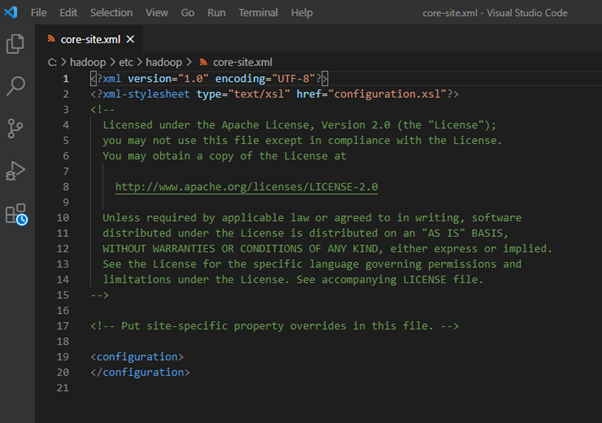 File Edit Selection View Go Run Terminal Help core-site.xml - Visual Studio Code
core-site.xml
C: > hadoop > etc > hadoop > core-site.xml
1 <?xml version="1.0" encoding="UTF-8"?>
2 <?xml-stylesheet type="text/xsl" href="configuration.xsl"?>
3 <!--
4 Licensed under the Apache License, Version 2.0 (the "License");
5 you may not use this file except in compliance with the License.
6 You may obtain a copy of the License at
7
8 http://www.apache.org/licenses/LICENSE-2.0
9
10 Unless required by applicable law or agreed to in writing, software
11 distributed under the License is distributed on an "AS IS" BASIS,
12 WITHOUT WARRANTIES OR CONDITIONS OF ANY KIND, either express or implied.
13 See the License for the specific language governing permissions and
14 limitations under the License. See accompanying LICENSE file.
15 -->
16
17 <!-- Put site-specific property overrides in this file. -->
18
19 <configuration>
20 </configuration>
21